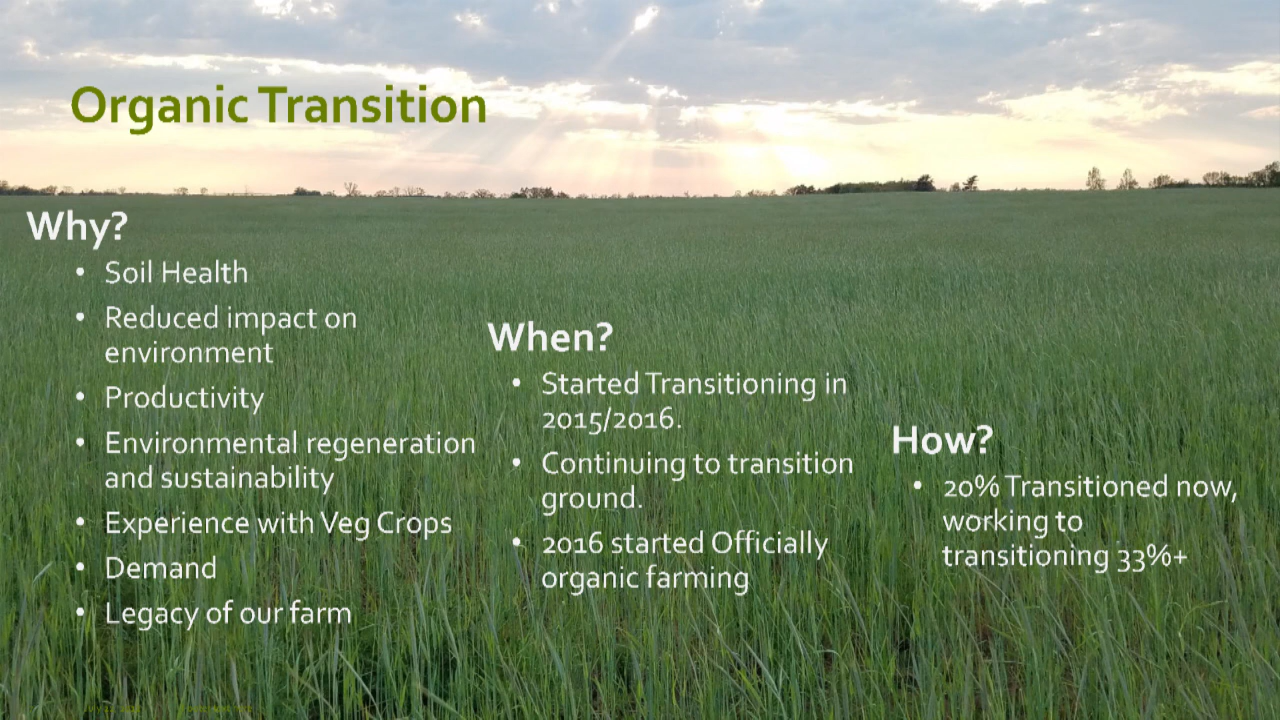 Organic Transition
Why?
• Soil Health
• Reduced impact on
environment
• Productivity
• Environmental regeneration
and sustainability
• Experience with Veg Crops
• Demand
• Legacy of our farm
When?
• Started Transitioning in
2015/2016.
• Continuing to transition
ground.
• 2016 started Officially
organic farming
How?
• 20% Transitioned now,
working to
transitioning 33%+